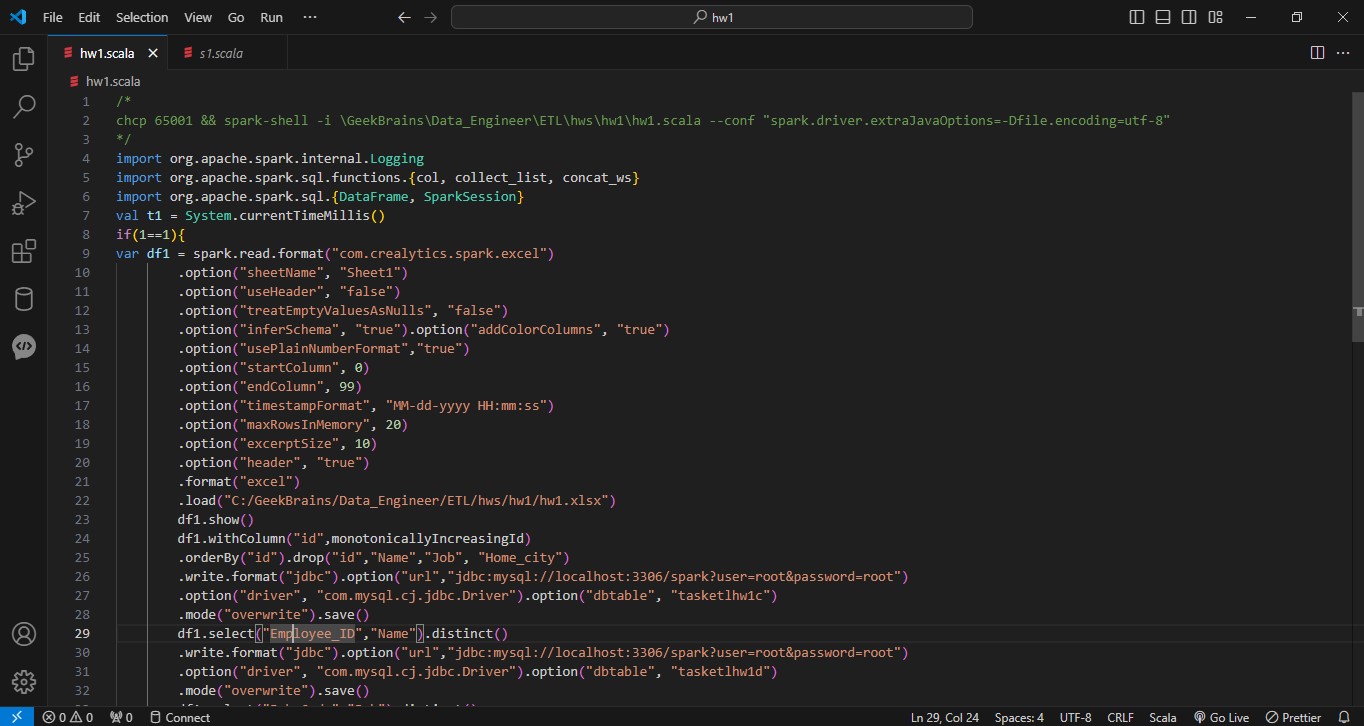 File Edit Selection View Go Run ··· hw1
hw1.scala s1.scala
hw1.scala
1 /*
2 chcp 65001 && spark-shell -i \GeekBrains\Data_Engineer\ETL\hws\hw1\hw1.scala --conf "spark.driver.extraJavaOptions=-Dfile.encoding=utf-8"
3 */
4 import org.apache.spark.internal.Logging
5 import org.apache.spark.sql.functions.{col, collect_list, concat_ws}
6 import org.apache.spark.sql.{DataFrame, SparkSession}
7 val t1 = System.currentTimeMillis()
8 if(1==1){
9 var df1 = spark.read.format("com.crealytics.spark.excel")
10 .option("sheetName", "Sheet1")
11 .option("useHeader", "false")
12 .option("treatEmptyValuesAsNulls", "false")
13 .option("inferSchema", "true").option("addColorColumns", "true")
14 .option("usePlainNumberFormat","true")
15 .option("startColumn", 0)
16 .option("endColumn", 99)
17 .option("timestampFormat", "MM-dd-yyyy HH:mm:ss")
18 .option("maxRowsInMemory", 20)
19 .option("excerptSize", 10)
20 .option("header", "true")
21 .format("excel")
22 .load("C:/GeekBrains/Data_Engineer/ETL/hws/hw1/hw1.xlsx")
23 df1.show()
24 df1.withColumn("id",monotonicallyIncreasingId)
25 .orderBy("id").drop("id","Name","Job", "Home_city")
26 .write.format("jdbc").option("url","jdbc:mysql://localhost:3306/spark?user=root&password=root")
27 .option("driver", "com.mysql.cj.jdbc.Driver").option("dbtable", "tasketlhw1c")
28 .mode("overwrite").save()
29 df1.select("Employee_ID","Name").distinct()
30 .write.format("jdbc").option("url","jdbc:mysql://localhost:3306/spark?user=root&password=root")
31 .option("driver", "com.mysql.cj.jdbc.Driver").option("dbtable", "tasketlhw1d")
32 .mode("overwrite").save()
0 0 0 Connect Ln 29, Col 24 Spaces: 4 UTF-8 CRLF Scala Go Live Prettier